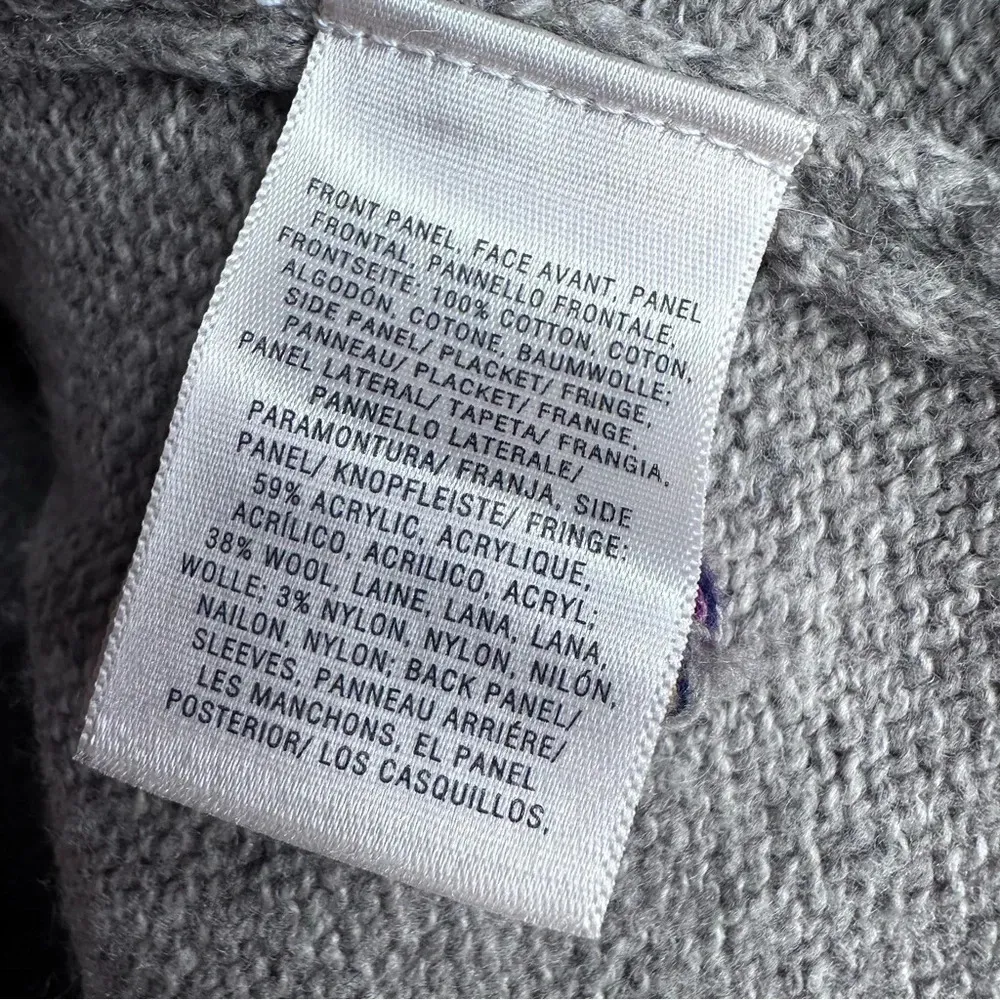 FRONT PANEL, FACE AVANT, PANEL
FRONTAL, PANNELLO FRONTALE,
FRONTSEITE: 100% COTTON, COTON,
ALGODÓN, COTONE, BAUMWOLLE;
SIDE PANEL/ PLACKET/ FRINGE,
PANNEAU/ PLACKET/ FRANGE,
PANEL LATERAL/ TAPETA/ FRANGIA,
PANNELLO LATERALE/
PARAMONTURA/ FRANJA, SIDE
PANEL/ KNOPFLEISTE/ FRINGE:
59% ACRYLIC, ACRYLIQUE,
ACRÍLICO, ACRILICO, ACRYL;
38% WOOL, LAINE, LANA, LANA,
WOLLE; 3% NYLON, NYLON, NILÓN,
NAILON, NYLON; BACK PANEL/
SLEEVES, PANNEAU ARRIÉRE/
LES MANCHONS, EL PANEL
POSTERIOR/ LOS CASQUILLOS,